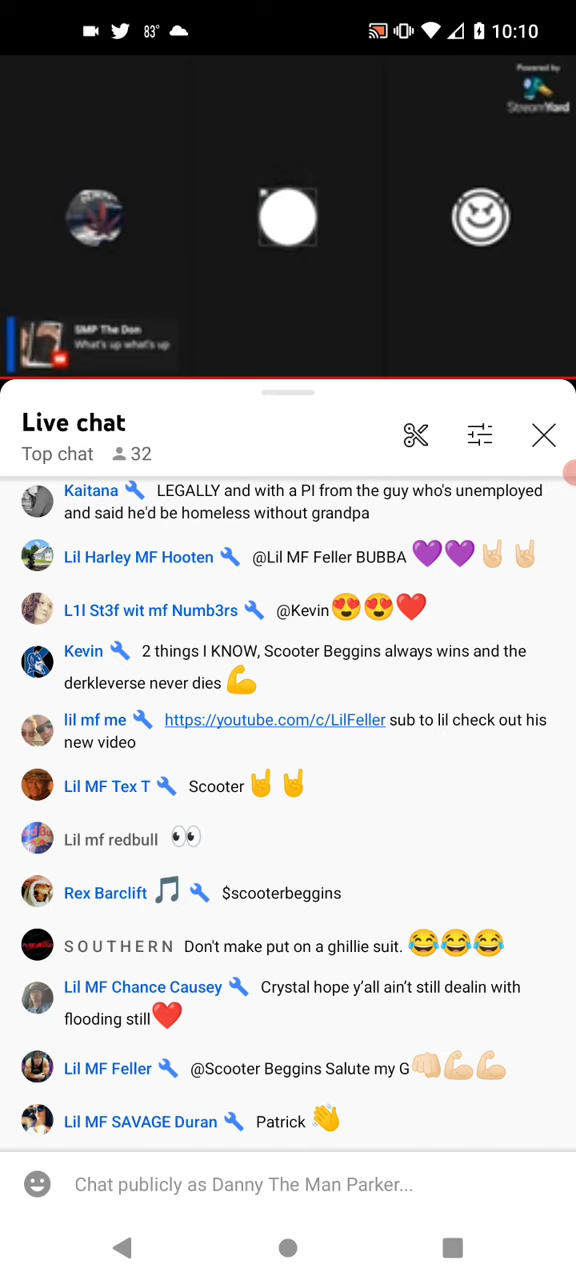 83° 10:10
Powered by
StreamYard
SMP The Don
What's up what's up
Live chat
Top chat 32
Kaitana 🔧 LEGALLY and with a PI from the guy who's unemployed
and said he'd be homeless without grandpa
Lil Harley MF Hooten 🔧 @Lil MF Feller BUBBA 💜💜🤘🏻🤘🏻
L1l St3f wit mf Numb3rs 🔧 @Kevin😍😍❤️
Kevin 🔧 2 things I KNOW, Scooter Beggins always wins and the
derkleverse never dies 💪
lil mf me 🔧 https://youtube.com/c/LilFeller sub to lil check out his
new video
Lil MF Tex T 🔧 Scooter 🤘 🤘
Lil mf redbull 👀
Rex Barclift 🎵 🔧 $scooterbeggins
S O U T H E R N Don't make put on a ghillie suit. 😂😂😂
Lil MF Chance Causey 🔧 Crystal hope y'all ain't still dealin with
flooding still❤️
Lil MF Feller 🔧 @Scooter Beggins Salute my G👊🏻💪🏻💪🏻
Lil MF SAVAGE Duran 🔧 Patrick 👏
Chat publicly as Danny The Man Parker...